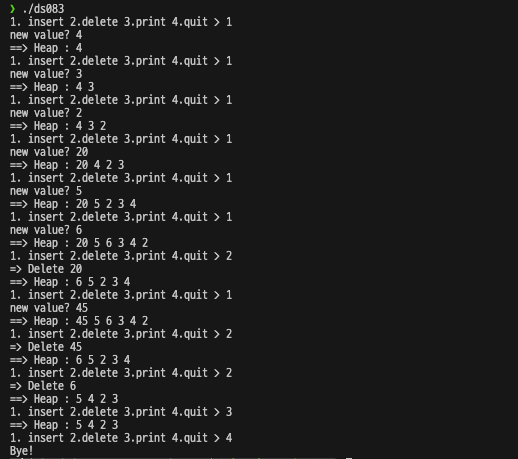 ❯ ./ds083
1. insert 2.delete 3.print 4.quit > 1
new value? 4
==> Heap : 4
1. insert 2.delete 3.print 4.quit > 1
new value? 3
==> Heap : 4 3
1. insert 2.delete 3.print 4.quit > 1
new value? 2
==> Heap : 4 3 2
1. insert 2.delete 3.print 4.quit > 1
new value? 20
==> Heap : 20 4 2 3
1. insert 2.delete 3.print 4.quit > 1
new value? 5
==> Heap : 20 5 2 3 4
1. insert 2.delete 3.print 4.quit > 1
new value? 6
==> Heap : 20 5 6 3 4 2
1. insert 2.delete 3.print 4.quit > 2
=> Delete 20
==> Heap : 6 5 2 3 4
1. insert 2.delete 3.print 4.quit > 1
new value? 45
==> Heap : 45 5 6 3 4 2
1. insert 2.delete 3.print 4.quit > 2
=> Delete 45
==> Heap : 6 5 2 3 4
1. insert 2.delete 3.print 4.quit > 2
=> Delete 6
==> Heap : 5 4 2 3
1. insert 2.delete 3.print 4.quit > 3
==> Heap : 5 4 2 3
1. insert 2.delete 3.print 4.quit > 4
Bye!